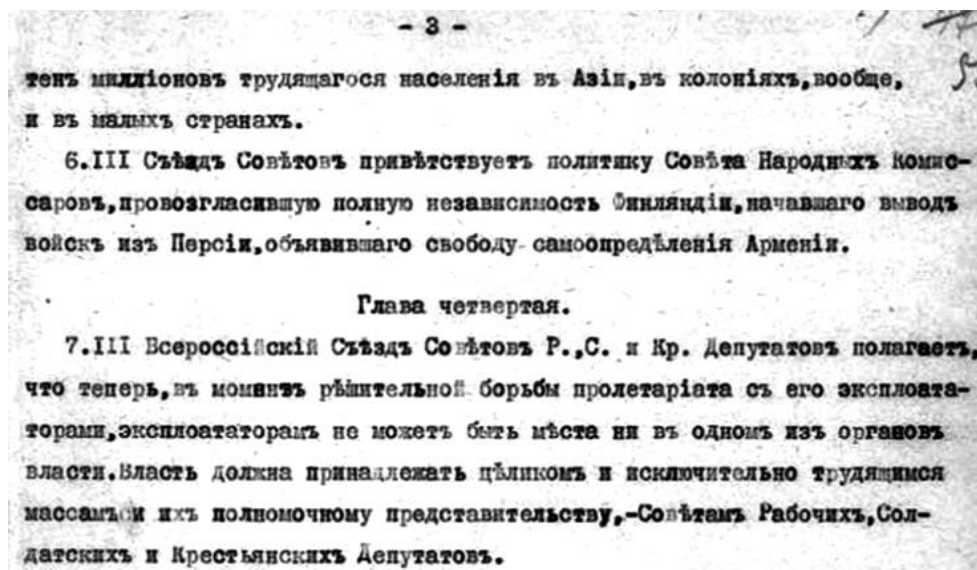 - 3 -
тенъ милліоновъ трудящагося населенія въ Азіи,въ колоніяхъ,вообще,
и въ малыхъ странахъ.
6.III Съѣздъ Совѣтовъ привѣтствуетъ политику Совѣта Народныхъ Комис-
саровъ,провозгласившую полную независимость Финляндіи,начавшаго выводъ
войскъ изъ Персіи,объявившаго свободу самоопредѣленія Арменіи.
Глава четвертая.
7.III Всероссійскій Съѣздъ Совѣтовъ Р.,С. и Кр. Депутатовъ полагаетъ,
что теперь,въ моментъ рѣшительной борьбы пролетаріата съ его эксплоата-
торами,эксплоататорамъ не можетъ быть мѣста ни въ одномъ изъ органовъ
власти.Власть должна принадлежать цѣликомъ и исключительно трудящимся
массамъ и ихъ полномочному представительству,-Совѣтамъ Рабочихъ,Сол-
датскихъ и Крестьянскихъ Депутатовъ.